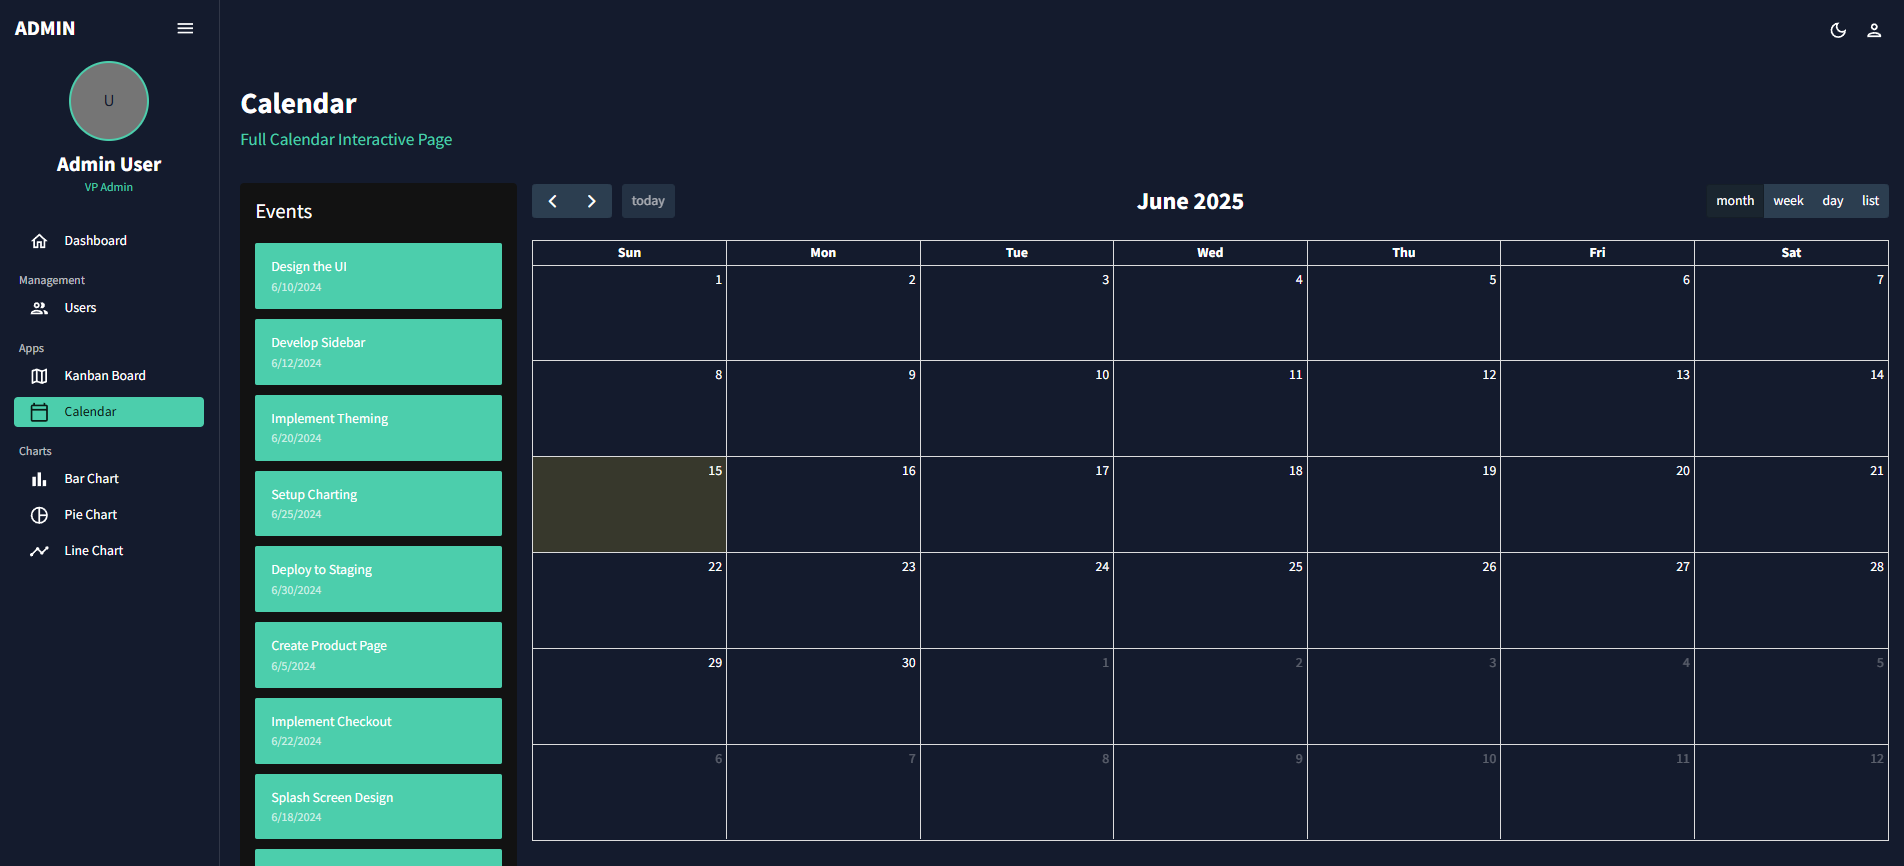 ADMIN
U
Admin User
VP Admin
Dashboard
Management
Users
Apps
Kanban Board
Calendar
Charts
Bar Chart
Pie Chart
Line Chart
Calendar
Full Calendar Interactive Page
Events
Design the UI
6/10/2024
Develop Sidebar
6/12/2024
Implement Theming
6/20/2024
Setup Charting
6/25/2024
Deploy to Staging
6/30/2024
Create Product Page
6/5/2024
Implement Checkout
6/22/2024
Splash Screen Design
6/18/2024
today
June 2025
month week day list
Sun Mon Tue Wed Thu Fri Sat
1 2 3 4 5 6 7
8 9 10 11 12 13 14
15 16 17 18 19 20 21
22 23 24 25 26 27 28
29 30 1 2 3 4 5
6 7 8 9 10 11 12